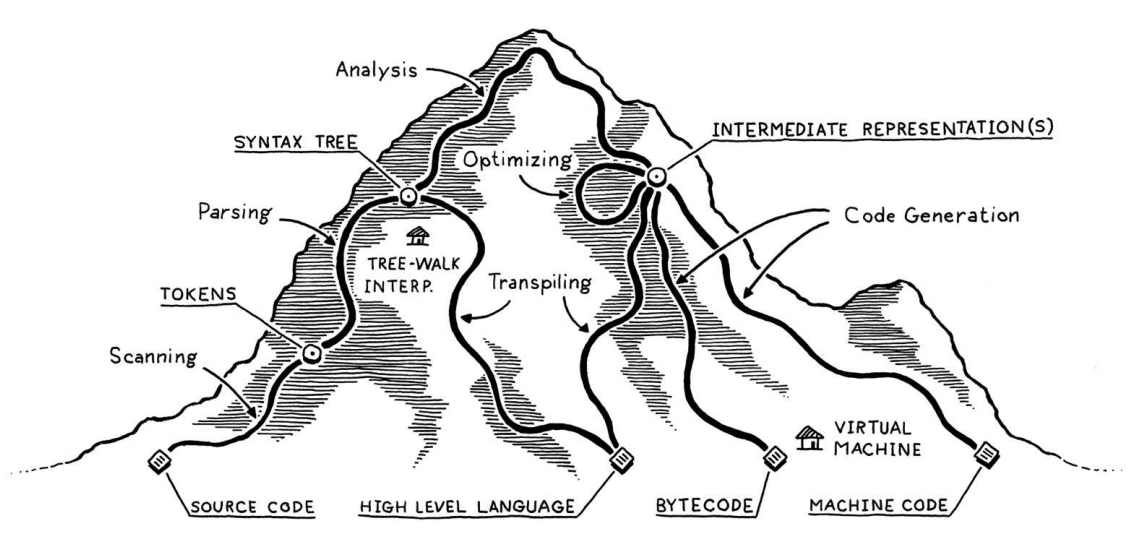 Analysis
INTERMEDIATE REPRESENTATION(S)
SYNTAX TREE
Optimizing
Parsing
Code Generation
TREE-WALK
INTERP.
Transpiling
TOKENS
Scanning
VIRTUAL
MACHINE
SOURCE CODE
HIGH LEVEL LANGUAGE
BYTECODE
MACHINE CODE